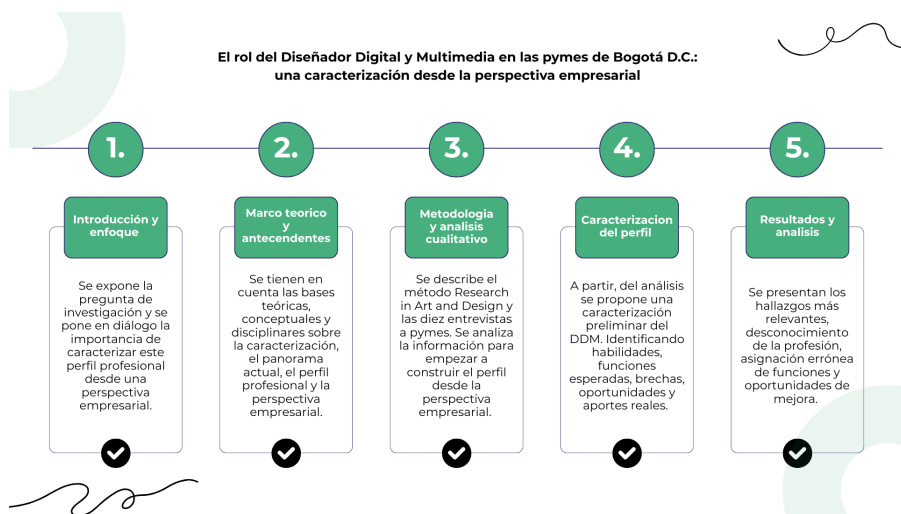 El rol del Diseñador Digital y Multimedia en las pymes de Bogotá D.C.:
una caracterización desde la perspectiva empresarial
1.
Introducción y
enfoque
Se expone la
pregunta de
investigación y se
pone en diálogo la
importancia de
caracterizar este
perfil profesional
desde una
perspectiva
empresarial.
2.
Marco teorico
y
antecendentes
Se tienen en
cuenta las bases
teóricas,
conceptuales y
disciplinares sobre
la caracterización,
el panorama
actual, el perfil
profesional y la
perspectiva
empresarial.
3.
Metodologia
y analisis
cualitativo
Se describe el
método Research
in Art and Design y
las diez entrevistas
a pymes. Se analiza
la información para
empezar a
construir el perfil
desde la
perspectiva
empresarial.
4.
Caracterizacion
del perfil
A partir, del análisis
se propone una
caracterización
preliminar del
DDM. Identificando
habilidades,
funciones
esperadas, brechas,
oportunidades y
aportes reales.
5.
Resultados y
analisis
Se presentan los
hallazgos más
relevantes,
desconocimiento
de la profesión,
asignación errónea
de funciones y
oportunidades de
mejora.